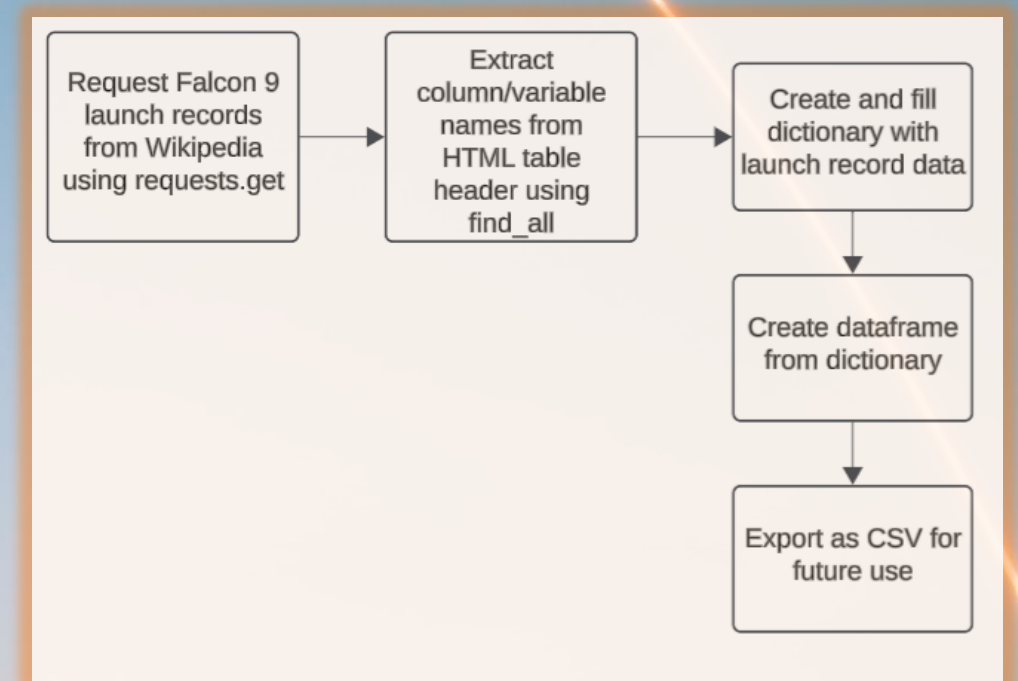 Request Falcon 9
launch records
from Wikipedia
using requests.get
Extract
column/variable
names from
HTML table
header using
find_all
Create and fill
dictionary with
launch record data
Create dataframe
from dictionary
Export as CSV for
future use